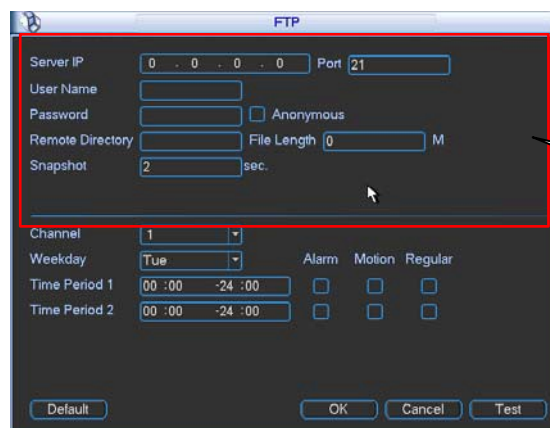 FTP
Server IP 0 . 0 . 0 . 0 Port 21
User Name
Password Anonymous
Remote Directory File Length 0 M
Snapshot 2 sec.
Channel 1
Weekday Tue Alarm Motion Regular
Time Period 1 00 :00 -24 :00
Time Period 2 00 :00 -24 :00
Default OK Cancel Test